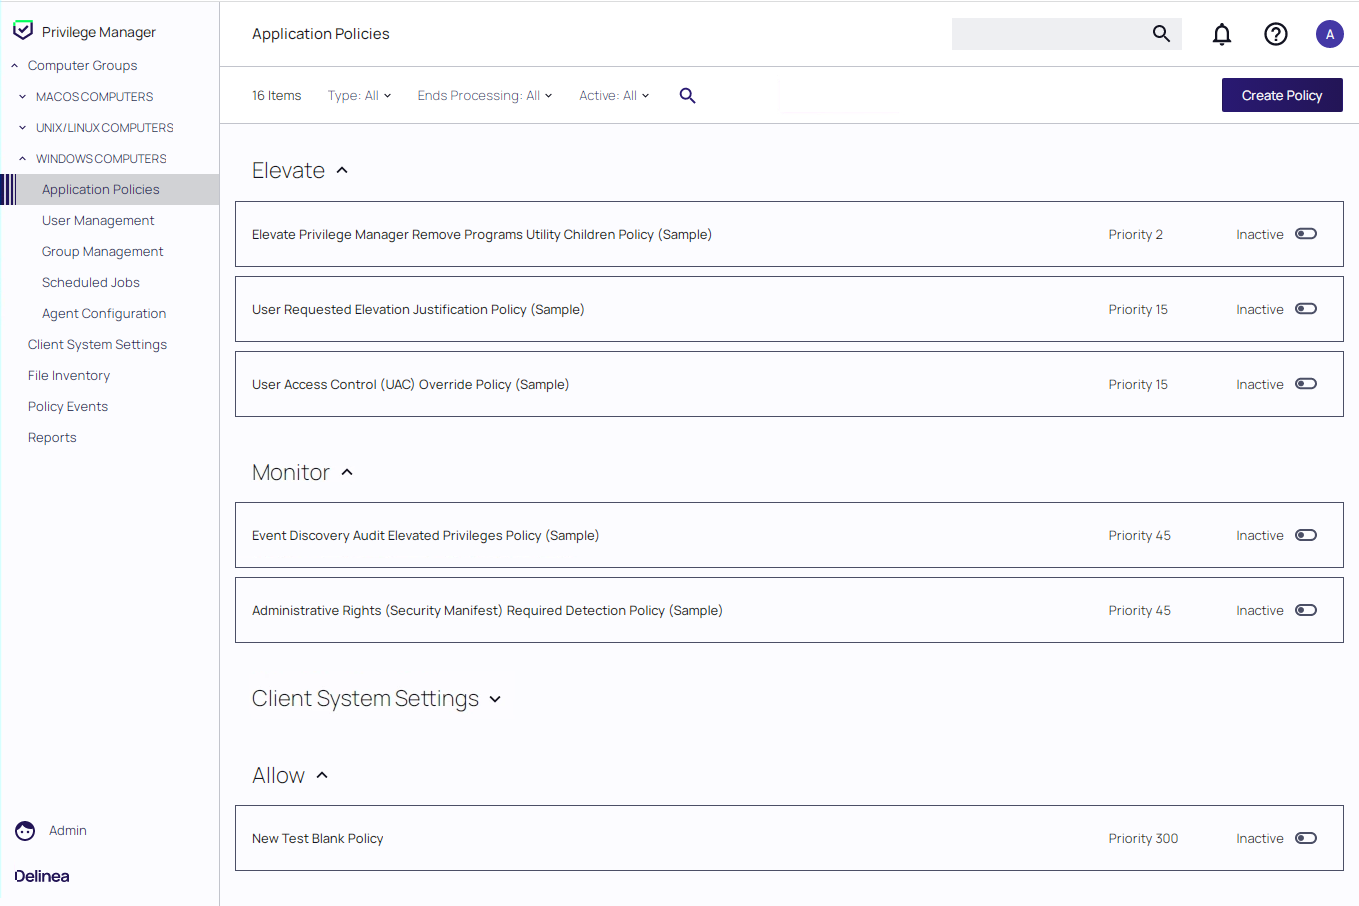 Privilege Manager
Computer Groups
MACOS COMPUTERS
UNIX/LINUX COMPUTERS
WINDOWS COMPUTERS
Application Policies
User Management
Group Management
Scheduled Jobs
Agent Configuration
Client System Settings
File Inventory
Policy Events
Reports
Admin
Delinea
Application Policies
A
16 Items Type: All Ends Processing: All Active: All Create Policy
Elevate
Elevate Privilege Manager Remove Programs Utility Children Policy (Sample) Priority 2 Inactive
User Requested Elevation Justification Policy (Sample) Priority 15 Inactive
User Access Control (UAC) Override Policy (Sample) Priority 15 Inactive
Monitor
Event Discovery Audit Elevated Privileges Policy (Sample) Priority 45 Inactive
Administrative Rights (Security Manifest) Required Detection Policy (Sample) Priority 45 Inactive
Client System Settings
Allow
New Test Blank Policy Priority 300 Inactive